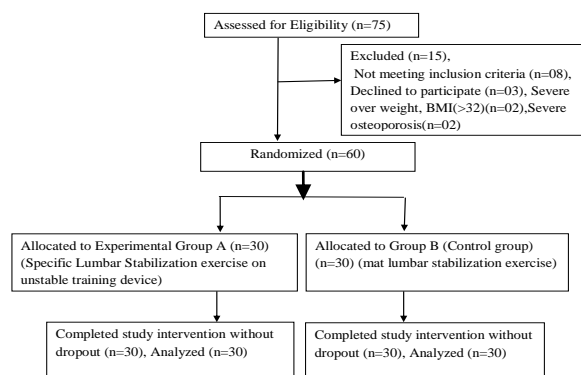 Assessed for Eligibility (n=75)
Excluded (n=15),
Not meeting inclusion criteria (n=08),
Declined to participate (n=03), Severe
over weight, BMI(>32)(n=02),Severe
osteoporosis(n=02)
Randomized (n=60)
Allocated to Experimental Group A (n=30)
(Specific Lumbar Stabilization exercise on
unstable training device)
Allocated to Group B (Control group)
(n=30) (mat lumbar stabilization exercise)
Completed study intervention without
dropout (n=30), Analyzed (n=30)
Completed study intervention without
dropout (n=30), Analyzed (n=30)